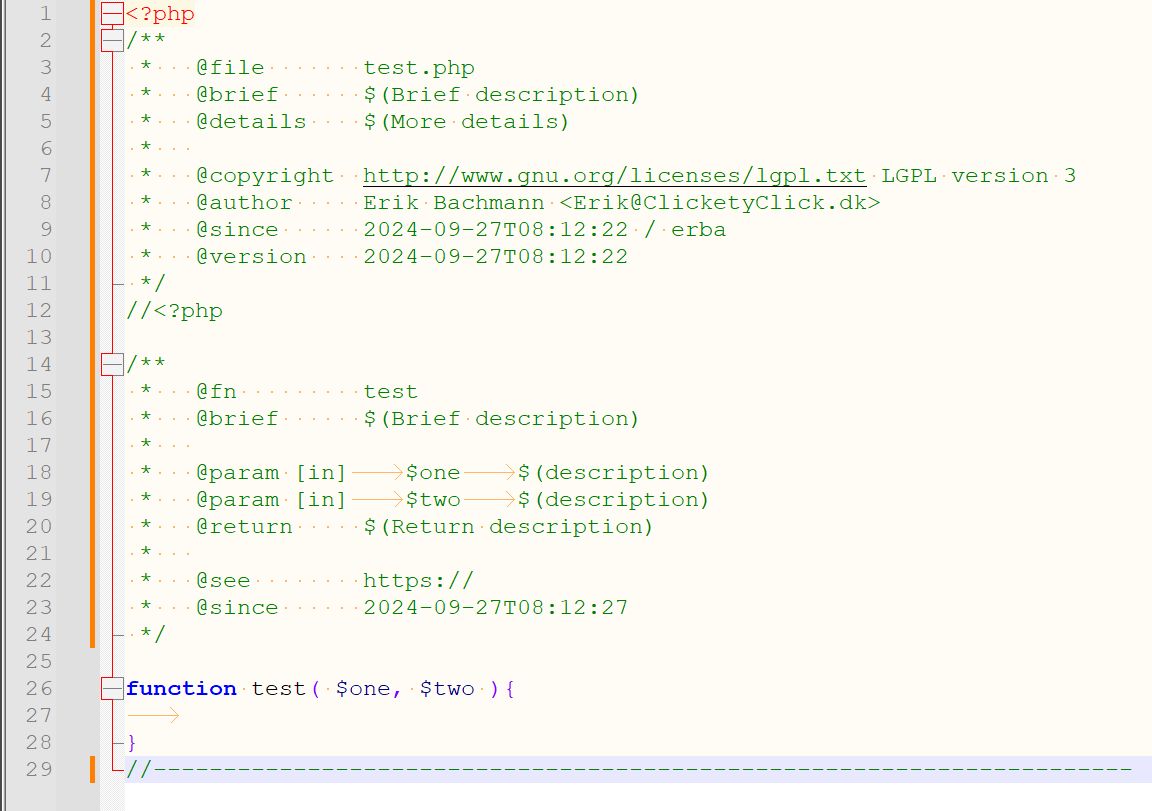 1 <?php
2 /**
3  *   @file       test.php
4  *   @brief      $(Brief description)
5  *   @details    $(More details)
6  *
7  *   @copyright  http://www.gnu.org/licenses/lgpl.txt LGPL version 3
8  *   @author     Erik Bachmann <Erik@ClicketyClick.dk>
9  *   @since      2024-09-27T08:12:22 / erba
10  *   @version    2024-09-27T08:12:22
11  */
12 //<?php
13
14 /**
15  *   @fn         test
16  *   @brief      $(Brief description)
17  *
18  *   @param [in]	$one	$(description)
19  *   @param [in]	$two	$(description)
20  *   @return     $(Return description)
21  *
22  *   @see        https://
23  *   @since      2024-09-27T08:12:27
24  */
25
26 function test( $one, $two ){
27
28 }
29 //----------------------------------------------------------------------